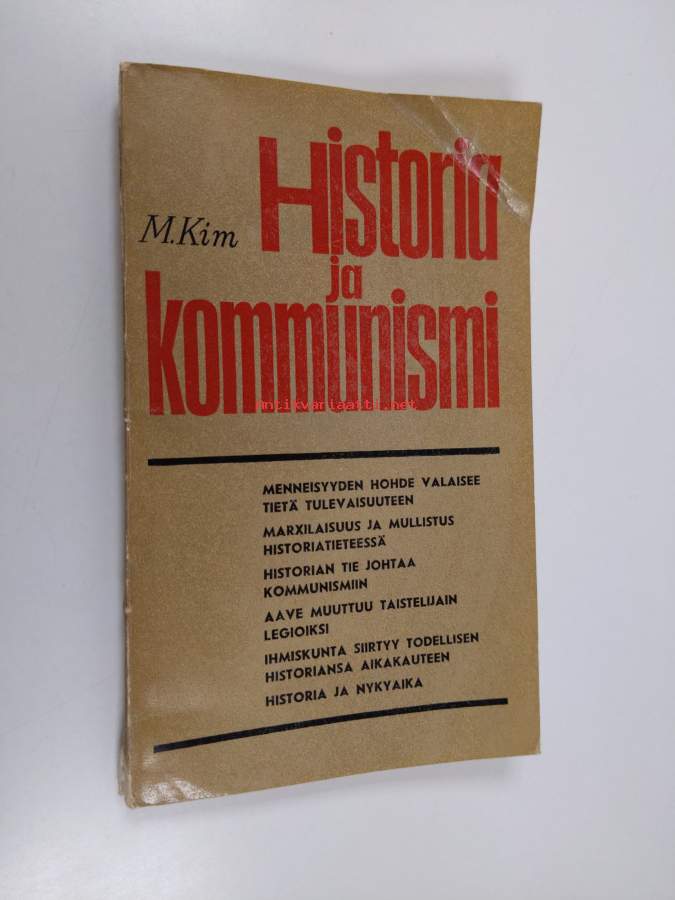 M.Kim
Historia
ja
kommunismi
antikvariaatti.net
MENNEISYYDEN HOHDE VALAISEE
TIETÄ TULEVAISUUTEEN
MARXILAISUUS JA MULLISTUS
HISTORIATIETEESSÄ
HISTORIAN TIE JOHTAA
KOMMUNISMIIN
AAVE MUUTTUU TAISTELIJAIN
LEGIOIKSI
IHMISKUNTA SIIRTYY TODELLISEN
HISTORIANSA AIKAKAUTEEN
HISTORIA JA NYKYAIKA